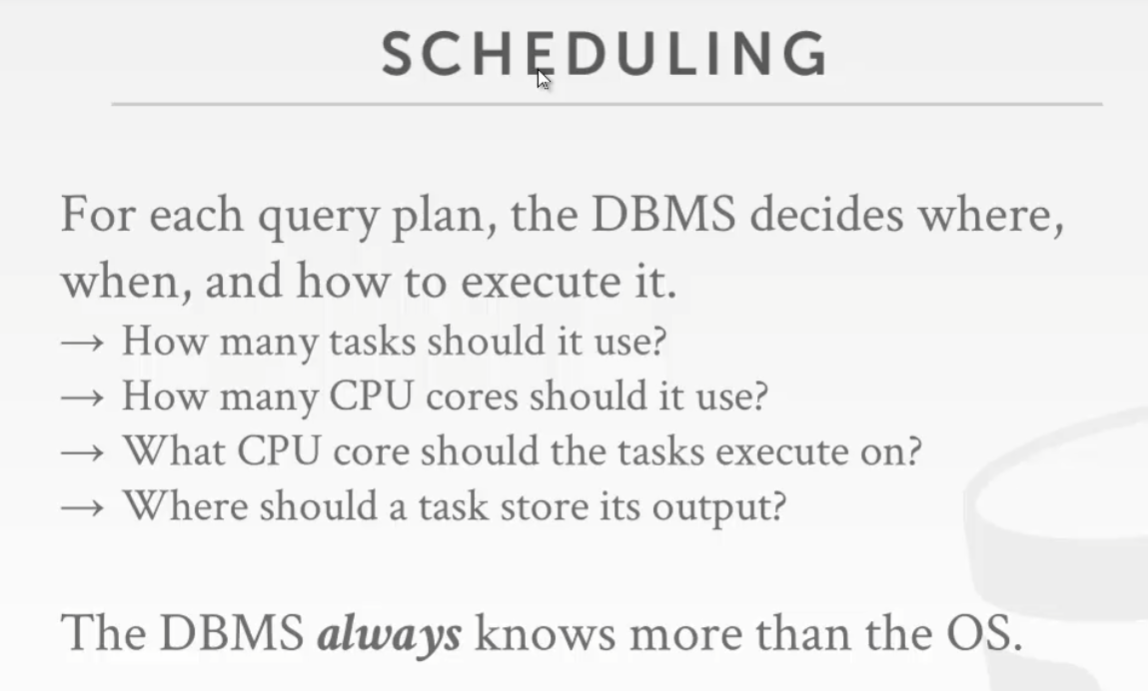 SCHEDULING
For each query plan, the DBMS decides where,
when, and how to execute it.
→ How many tasks should it use?
→ How many CPU cores should it use?
→ What CPU core should the tasks execute on?
→ Where should a task store its output?
The DBMS always knows more than the OS.